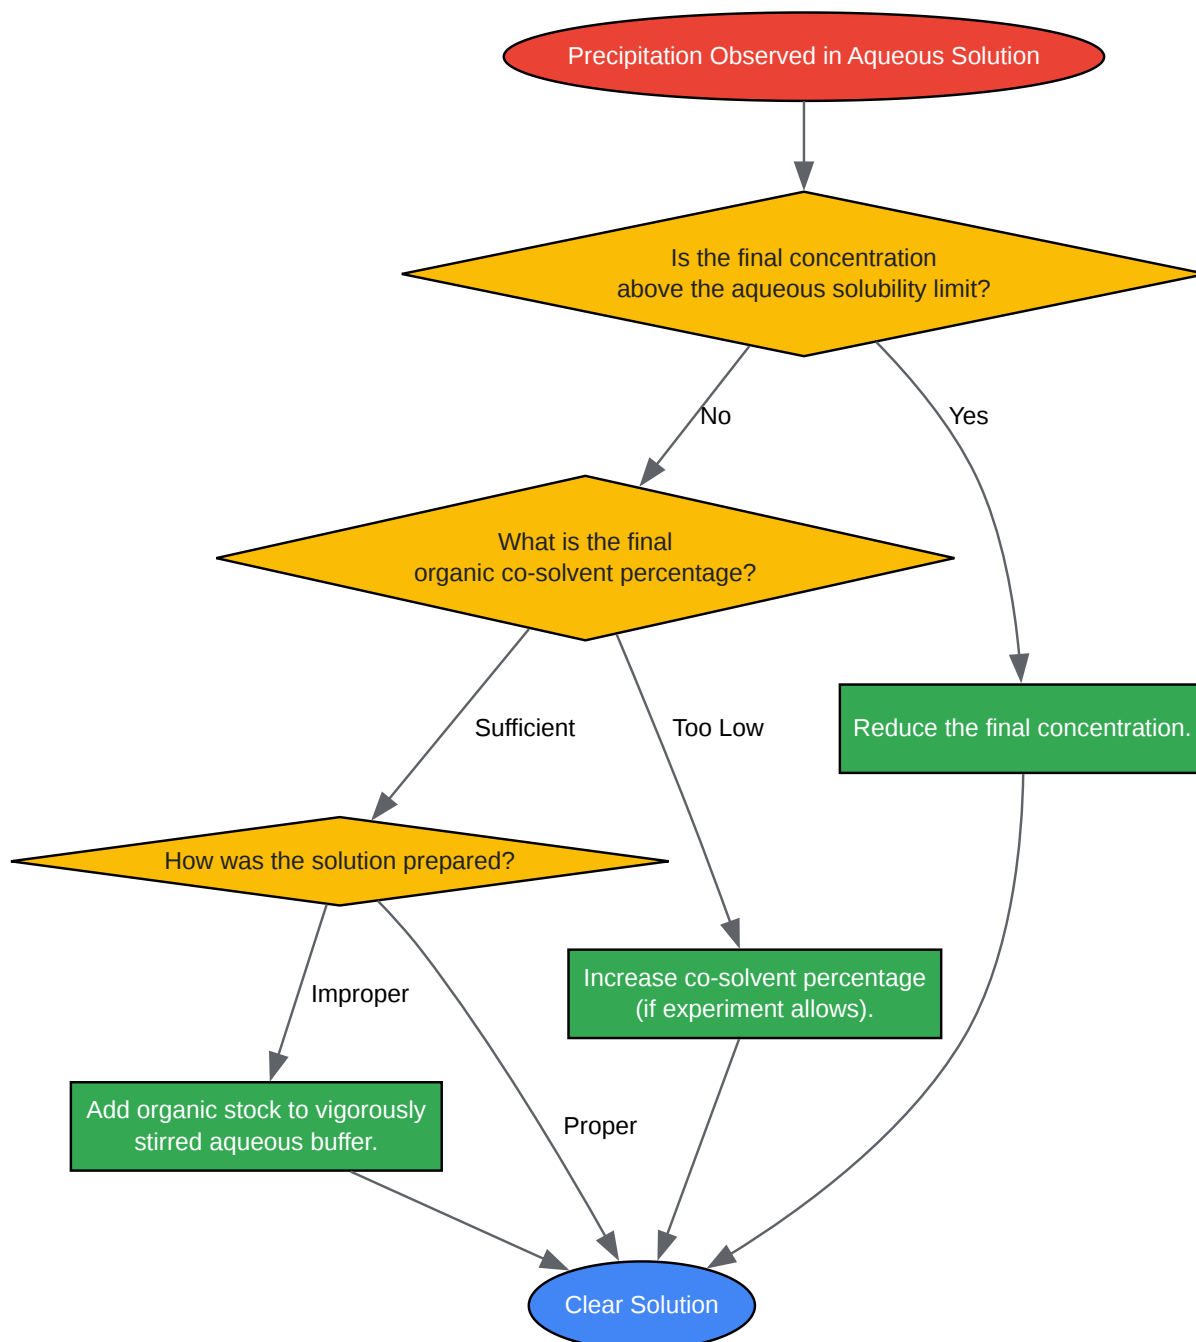 Precipitation Observed in Aqueous Solution
Is the final concentration
above the aqueous solubility limit?
No
Yes
What is the final
organic co-solvent percentage?
Sufficient
Too Low
Reduce the final concentration.
How was the solution prepared?
Improper
Increase co-solvent percentage
(if experiment allows).
Add organic stock to vigorously
stirred aqueous buffer.
Proper
Clear Solution